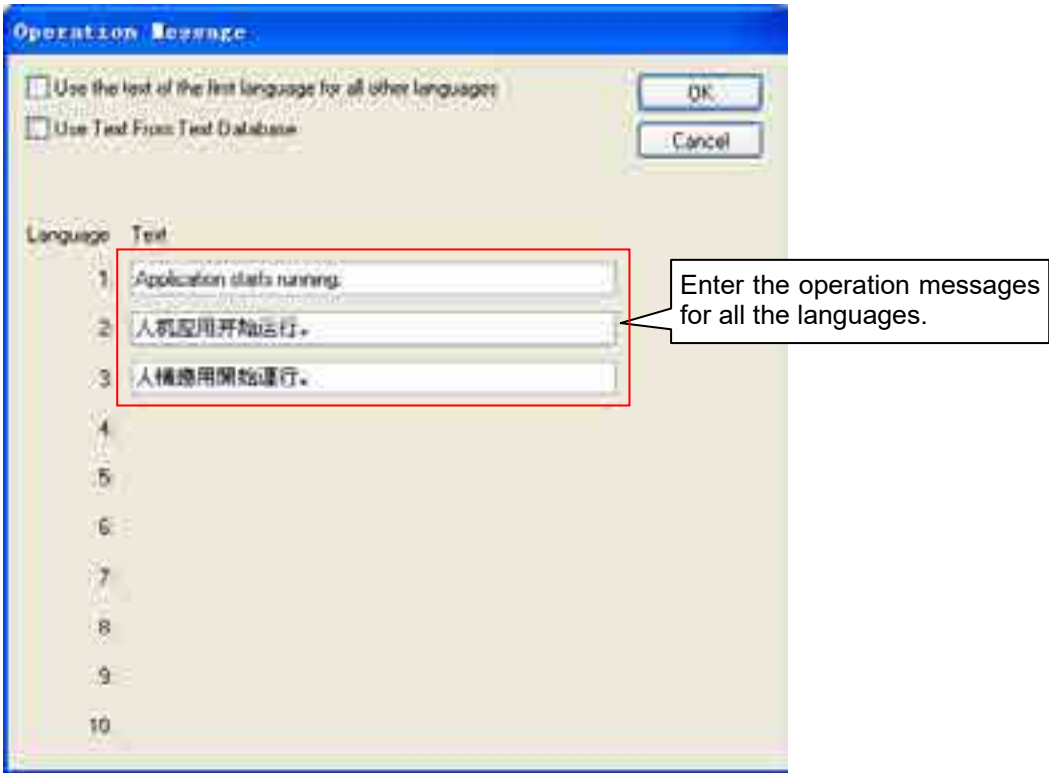 Operation Message
Use the text of the first language for all other languages
OK
Use Text From Text Database
Cancel
Language Text
1 Application starts running.
Enter the operation messages
for all the languages.
2 人机应用开始运行。
3 人機應用開始運行。
4
5
6
7
8
9
10